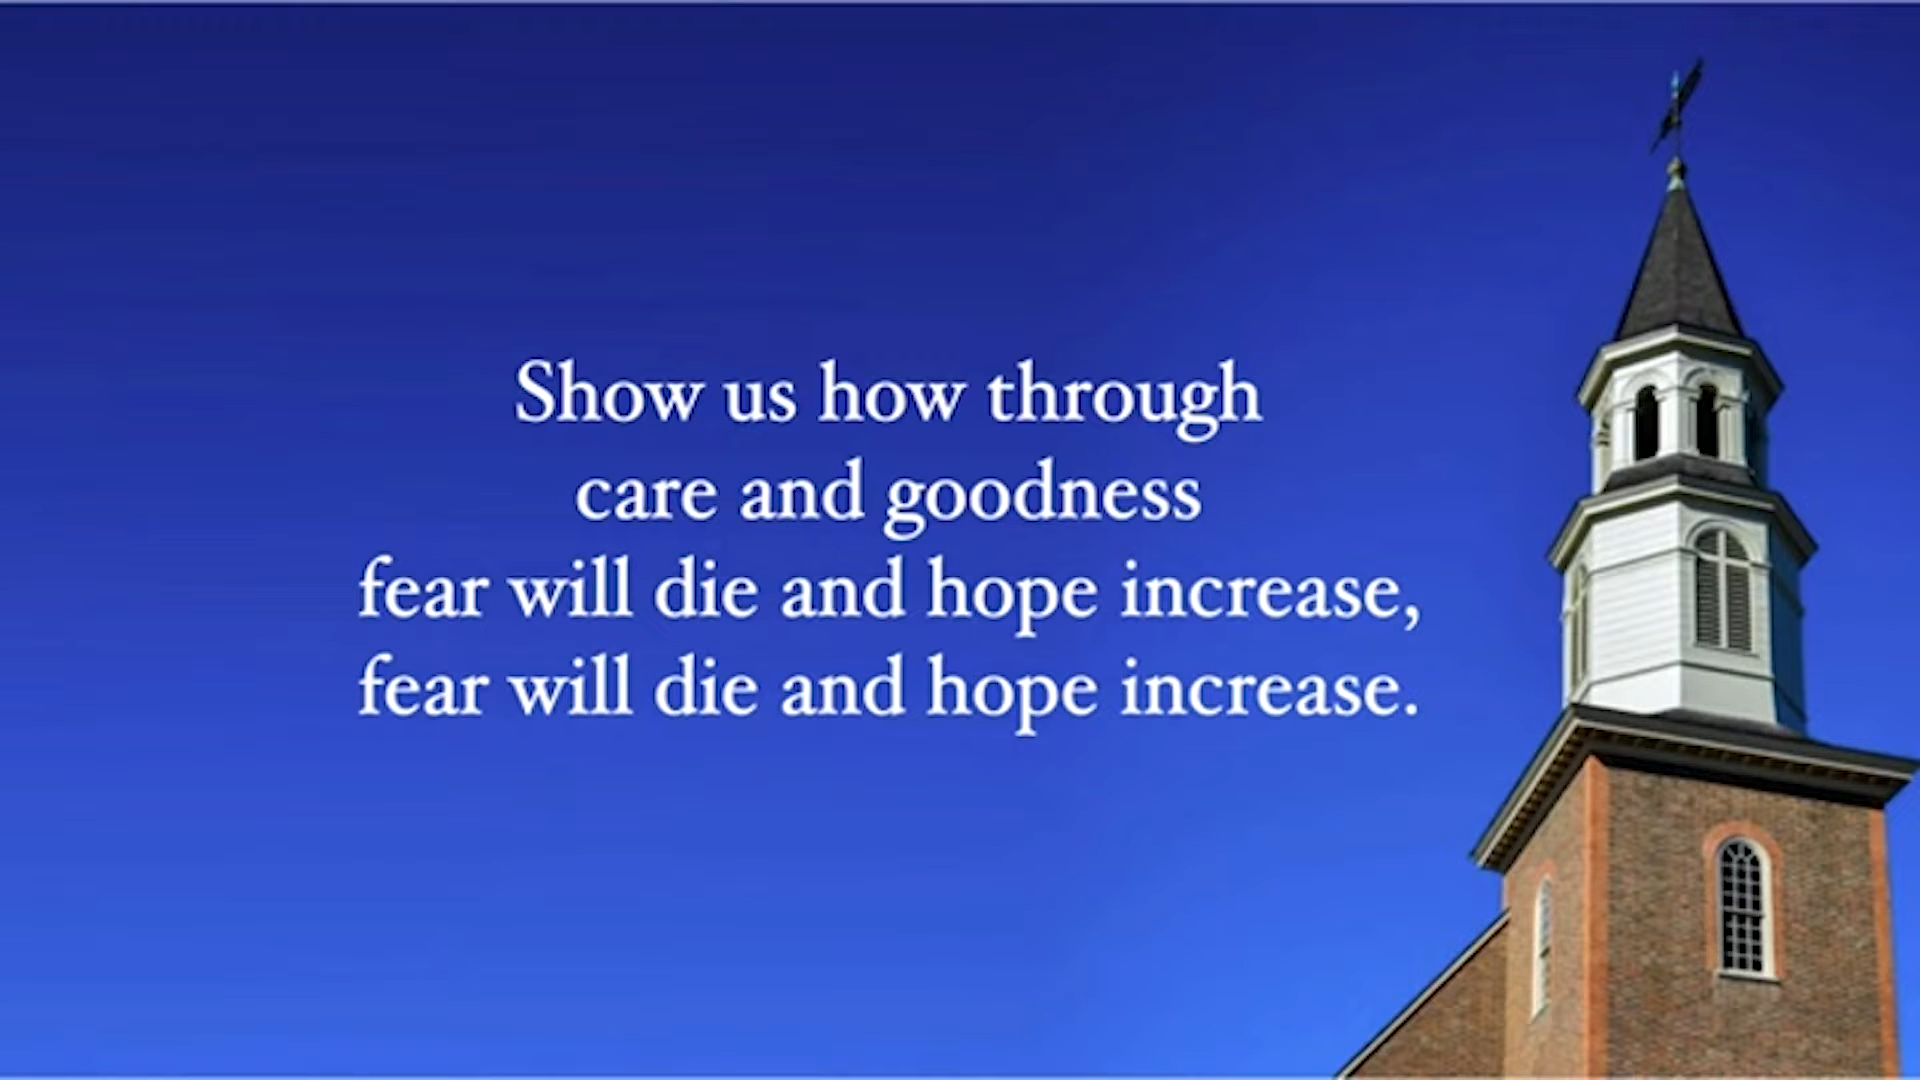 Show us how through
care and goodness
fear will die and hope increase,
fear will die and hope increase.